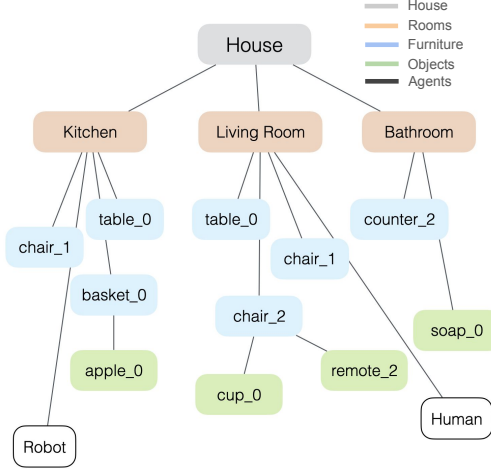 House
Rooms
Furniture
Objects
Agents
House
Kitchen
Living Room
Bathroom
table_0
table_0
counter_2
chair_1
chair_1
basket_0
chair_2
soap_0
apple_0
remote_2
cup_0
Human
Robot